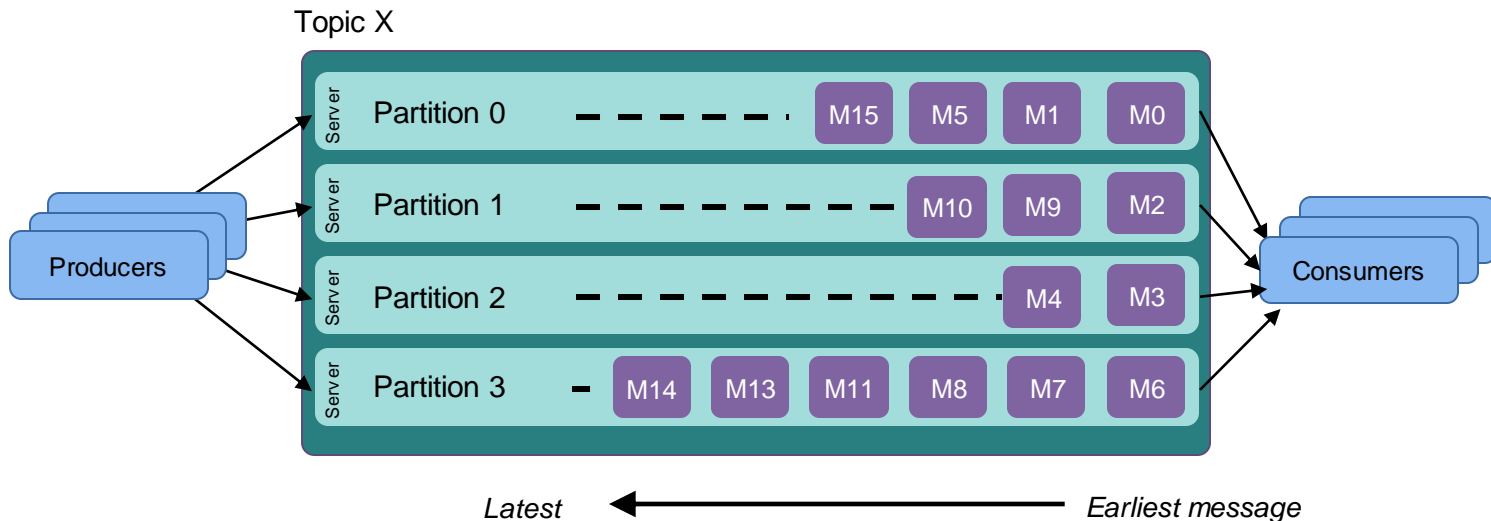 Topic X
Server Partition 0 M15 M5 M1 M0
Server Partition 1 M10 M9 M2
Server Partition 2 M4 M3
Server Partition 3 M14 M13 M11 M8 M7 M6
Producers
Consumers
Latest Earliest message